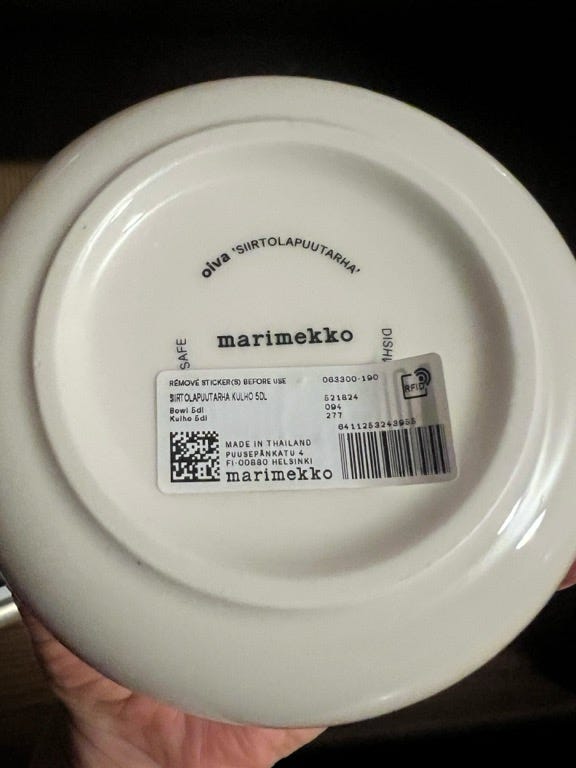 oiva 'SIIRTOLAPUUTARHA'
marimekko
SAFE
DISH
REMOVE STICKER(S) BEFORE USE
063300-190
RFID
SIIRTOLAPUUTARHA KULHO 5DL
521824
Bowl 5dl
094
Kulho 5dl
277
6411253243955
MADE IN THAILAND
PUUSEPÄNKATU 4
FI-00880 HELSINKI
marimekko